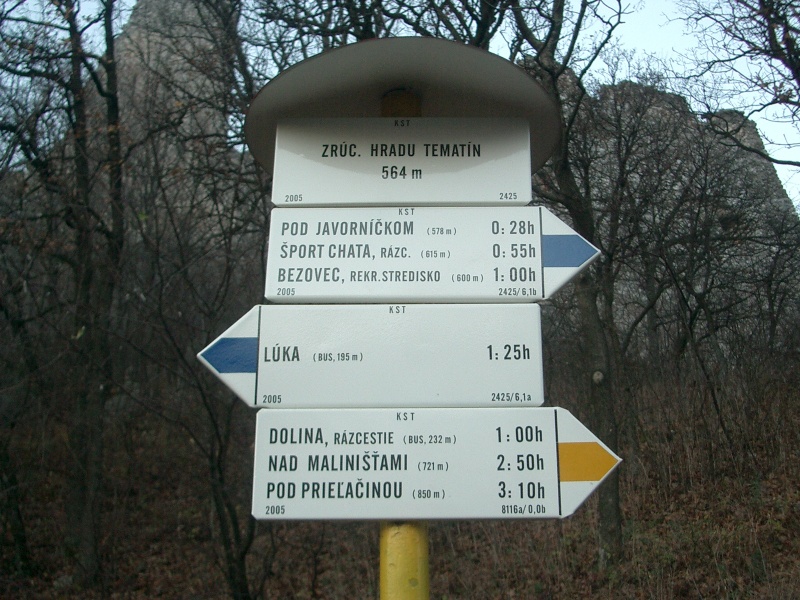 KST
ZRÚC. HRADU TEMATÍN
564 m
2005 2425
KST
POD JAVORNÍČKOM (578 m) 0:28h
ŠPORT CHATA, RÁZC. (615 m) 0:55h
BEZOVEC, REKR.STREDISKO (600 m) 1:00h
2005 2425/6,1b
KST
LÚKA (BUS, 195 m) 1:25h
2005 2425/6,1a
KST
DOLINA, RÁZCESTIE (BUS, 232 m) 1:00h
NAD MALINIŠŤAMI (721 m) 2:50h
POD PRIEĽAČINOU (850 m) 3:10h
2005 8116a/0,0b